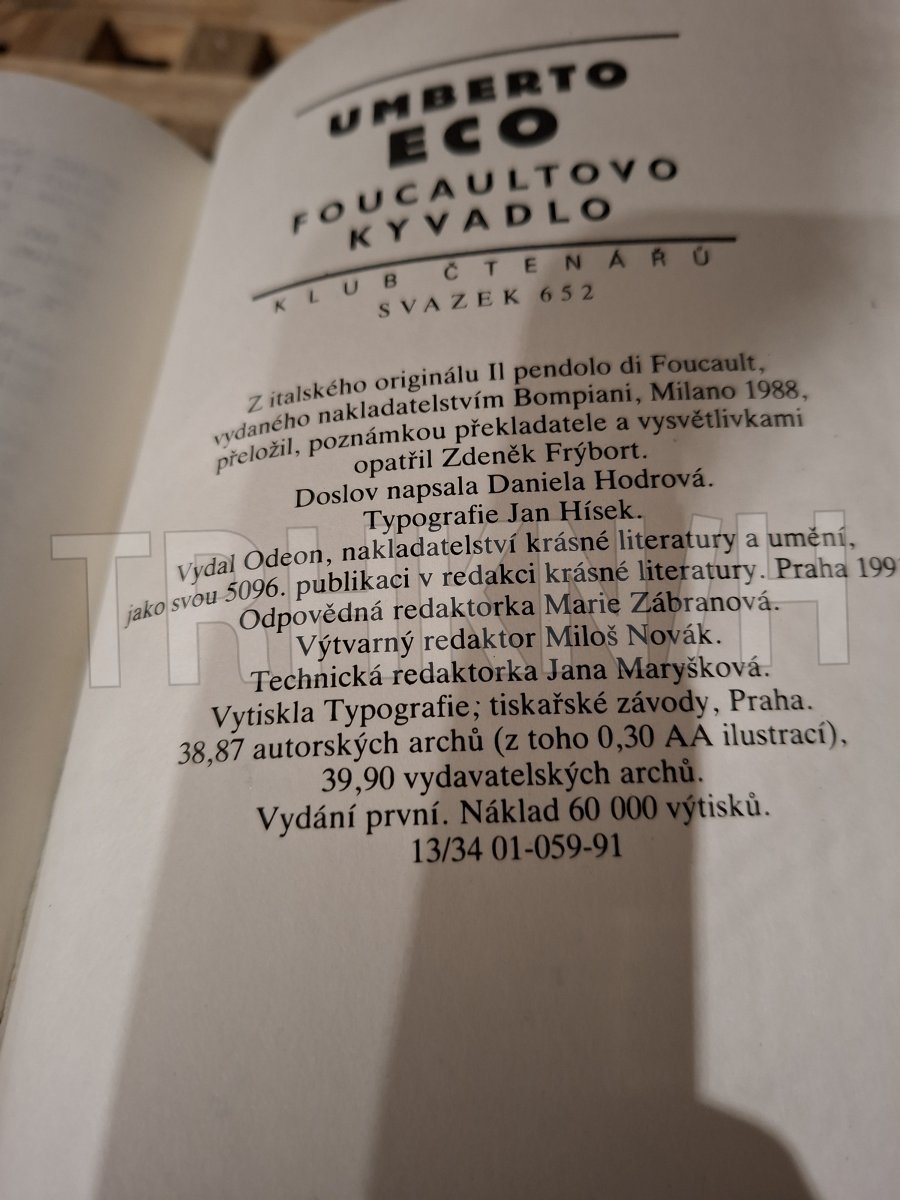 UMBERTO
ECO
FOUCAULTOVO
KYVADLO
KLUB ČTENÁŘŮ
SVAZEK 652
Z italského originálu Il pendolo di Foucault,
vydaného nakladatelstvím Bompiani, Milano 1988,
přeložil, poznámkou překladatele a vysvětlivkami
opatřil Zdeněk Frýbort.
Doslov napsala Daniela Hodrová.
Typografie Jan Hísek.
Vydal Odeon, nakladatelství krásné literatury a umění,
jako svou 5096. publikaci v redakci krásné literatury. Praha 1991
Odpovědná redaktorka Marie Zábranová.
Výtvarný redaktor Miloš Novák.
Technická redaktorka Jana Maryšková.
Vytiskla Typografie, tiskařské závody, Praha.
38,87 autorských archů (z toho 0,30 AA ilustrací),
39,90 vydavatelských archů.
Vydání první. Náklad 60 000 výtisků.
13/34 01-059-91